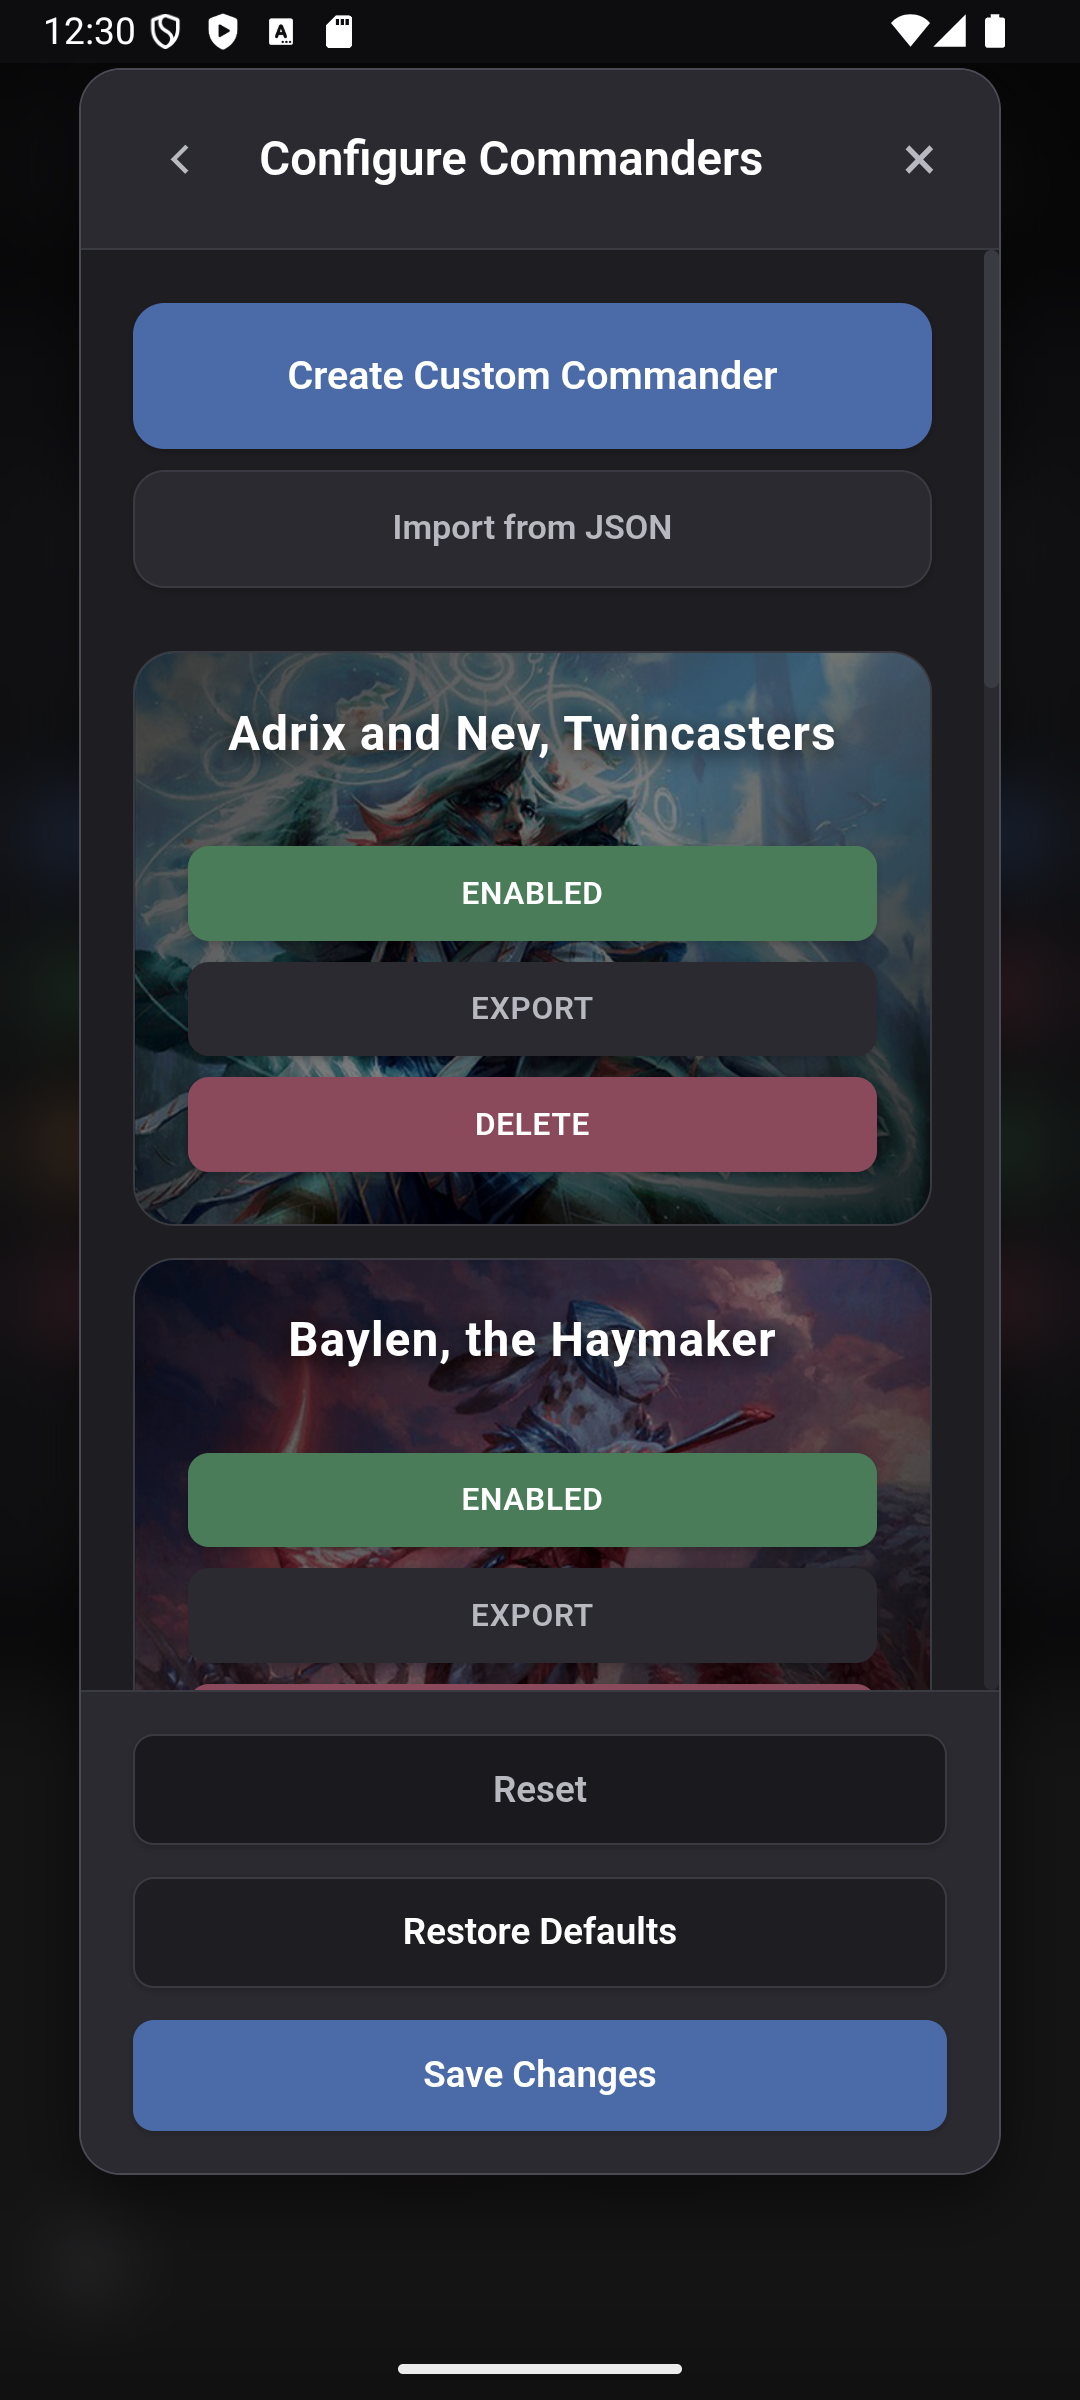 12:30
Configure Commanders
Create Custom Commander
Import from JSON
Adrix and Nev, Twincasters
ENABLED
EXPORT
DELETE
Baylen, the Haymaker
ENABLED
EXPORT
Reset
Restore Defaults
Save Changes